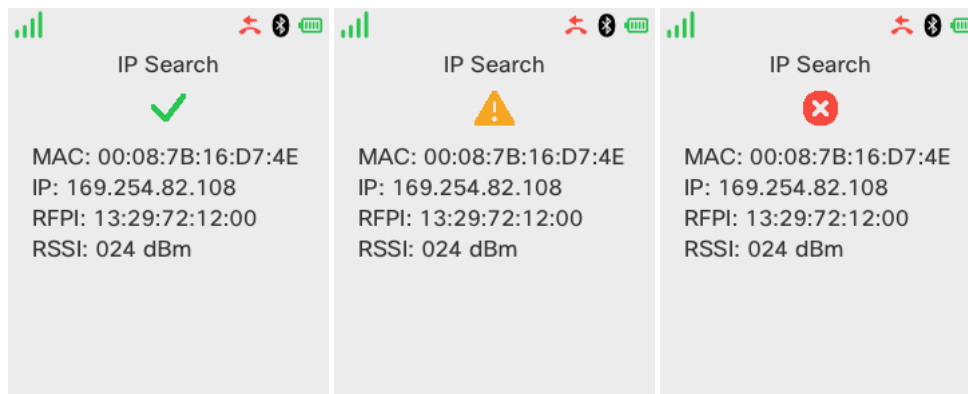 IP Search
MAC: 00:08:7B:16:D7:4E
IP: 169.254.82.108
RFPI: 13:29:72:12:00
RSSI: 024 dBm
IP Search
MAC: 00:08:7B:16:D7:4E
IP: 169.254.82.108
RFPI: 13:29:72:12:00
RSSI: 024 dBm
IP Search
MAC: 00:08:7B:16:D7:4E
IP: 169.254.82.108
RFPI: 13:29:72:12:00
RSSI: 024 dBm